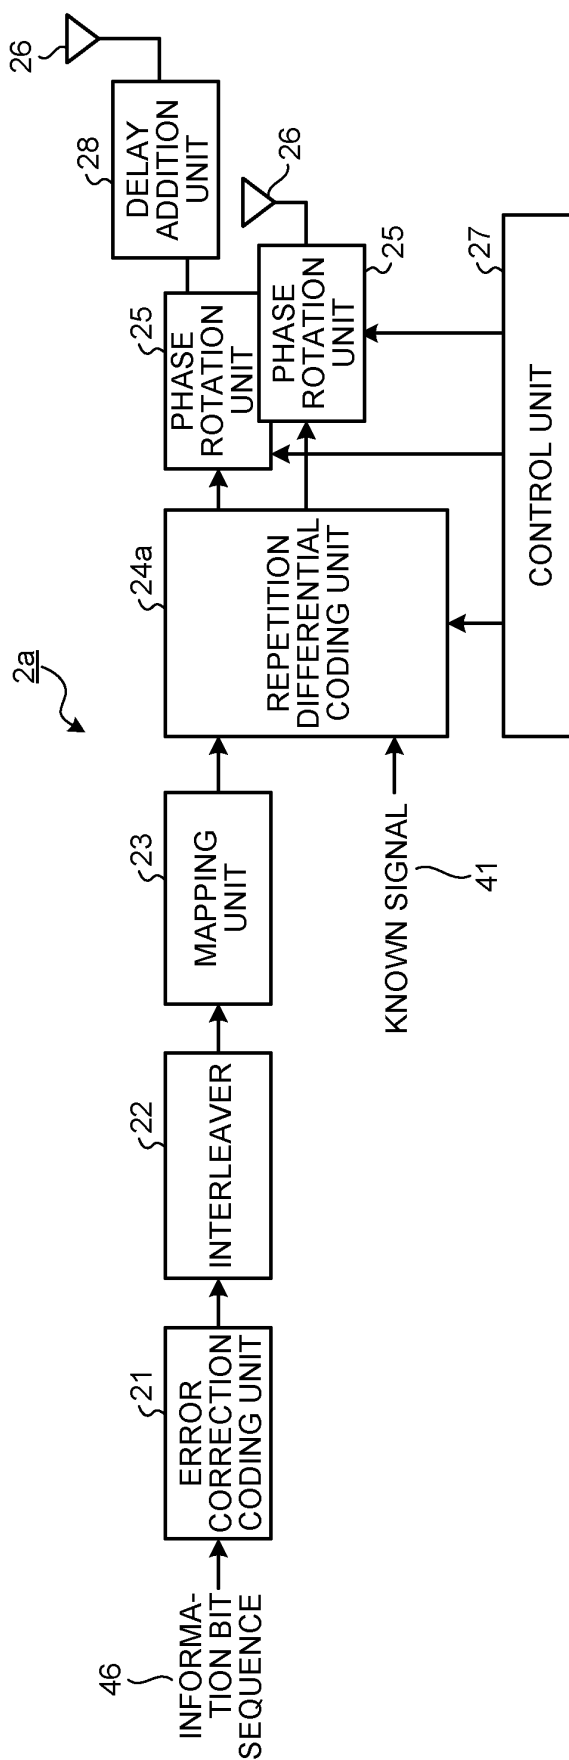 2a
46
INFORMA-
TION BIT
SEQUENCE
21
ERROR
CORRECTION
CODING UNIT
22
INTERLEAVER
23
MAPPING
UNIT
KNOWN SIGNAL
41
24a
REPETITION
DIFFERENTIAL
CODING UNIT
25
PHASE
ROTATION
UNIT
25
PHASE
ROTATION
UNIT
28
DELAY
ADDITION
UNIT
26
26
27
CONTROL UNIT